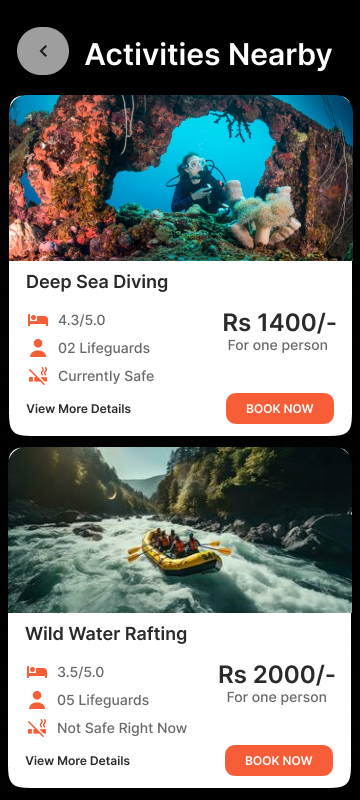 Activities Nearby
Deep Sea Diving
4.3/5.0
Rs 1400/-
02 Lifeguards
For one person
Currently Safe
View More Details
BOOK NOW
Wild Water Rafting
3.5/5.0
Rs 2000/-
05 Lifeguards
For one person
Not Safe Right Now
View More Details
BOOK NOW